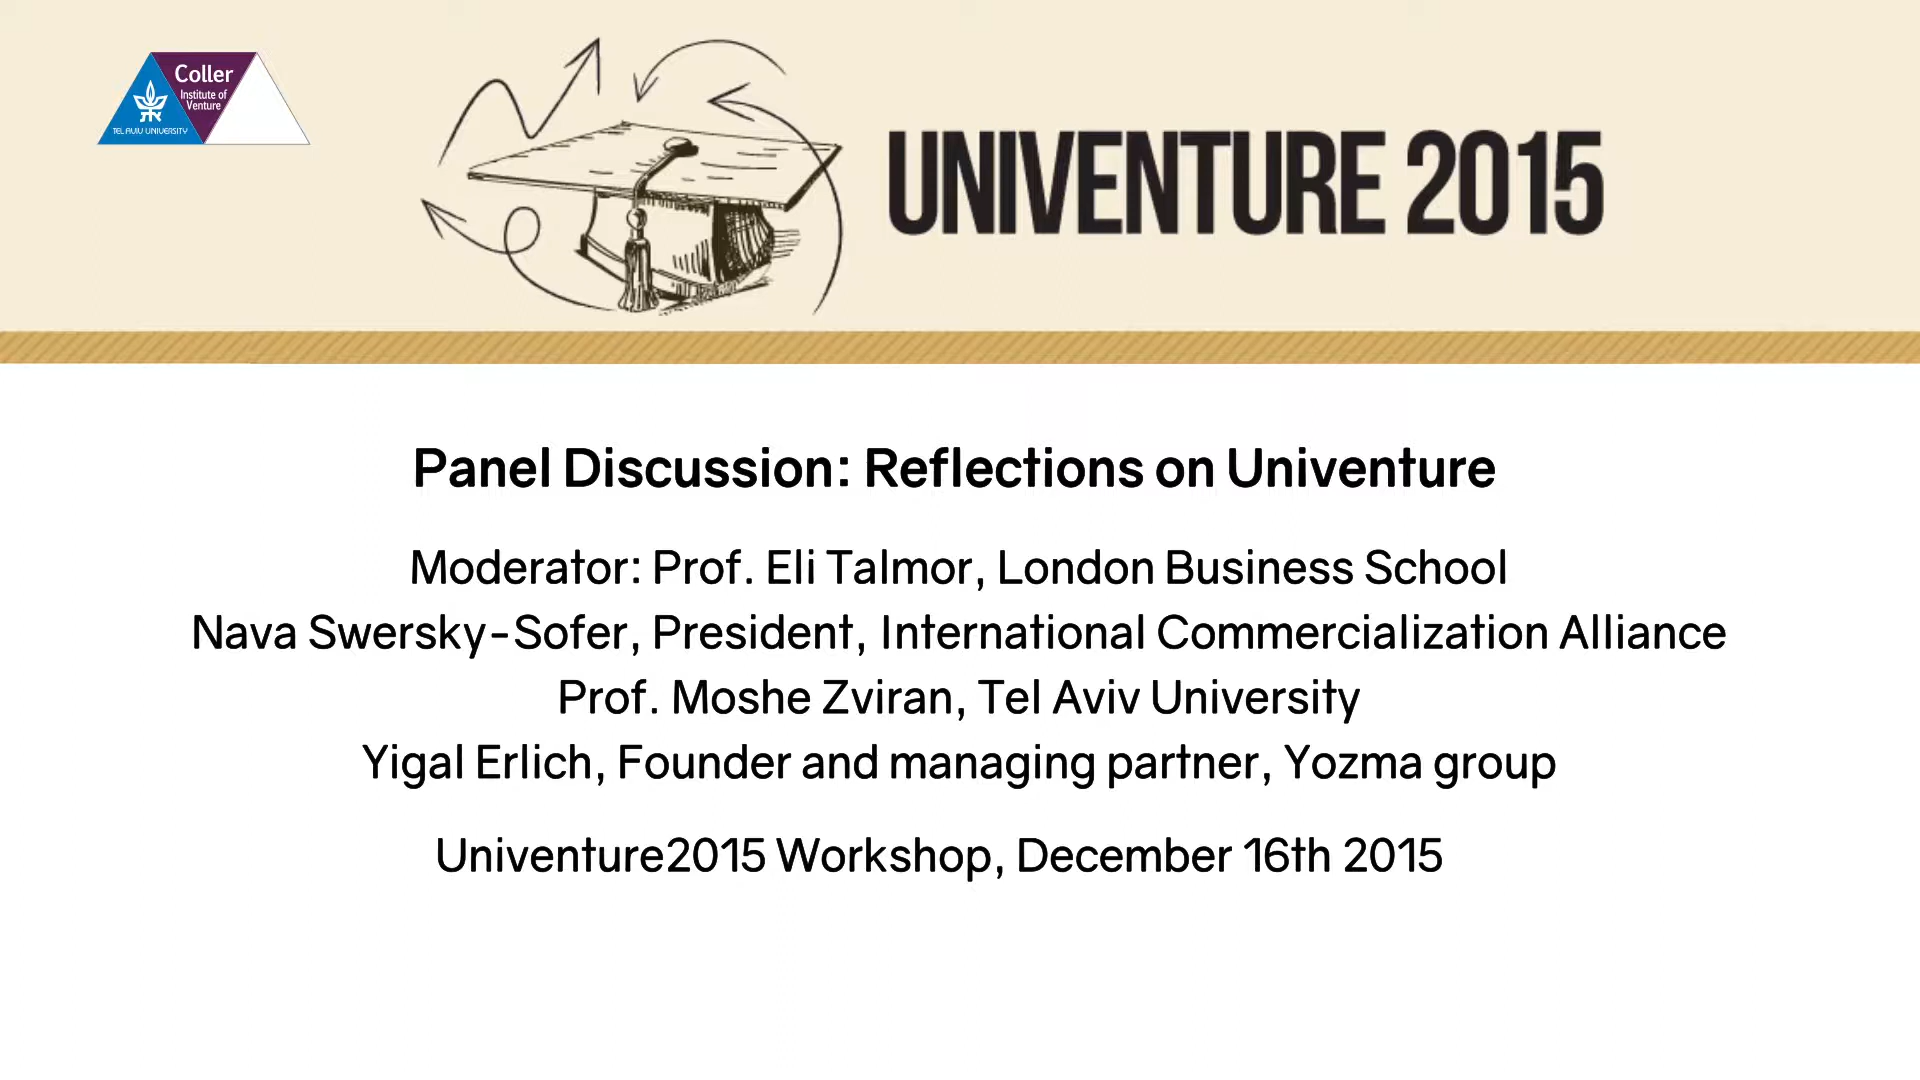 Coller
Institute of
Venture
TEL AVIV UNIVERSITY
UNIVENTURE 2015
Panel Discussion: Reflections on Univenture
Moderator: Prof. Eli Talmor, London Business School
Nava Swersky-Sofer, President, International Commercialization Alliance
Prof. Moshe Zviran, Tel Aviv University
Yigal Erlich, Founder and managing partner, Yozma group
Univenture2015 Workshop, December 16th 2015